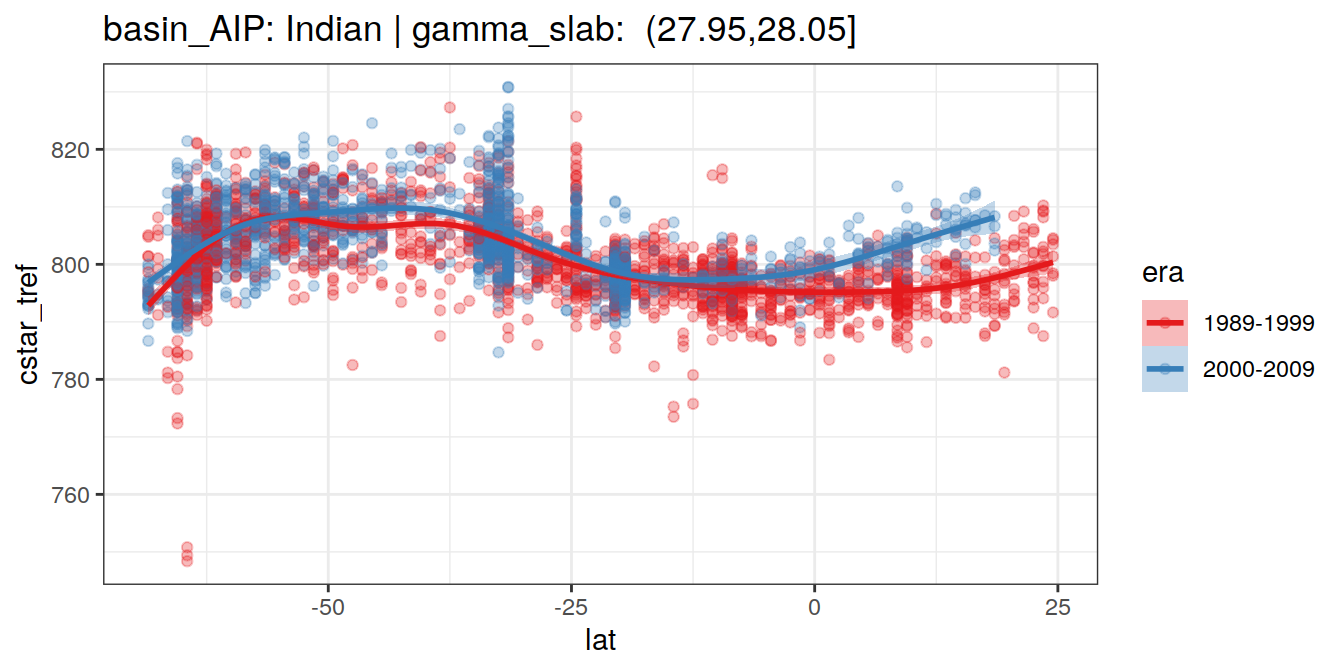 basin_AIP: Indian | gamma_slab:  (27.95,28.05]
820
800
780
760
cstar_tref
-50
-25
0
25
lat
era
1989-1999
2000-2009